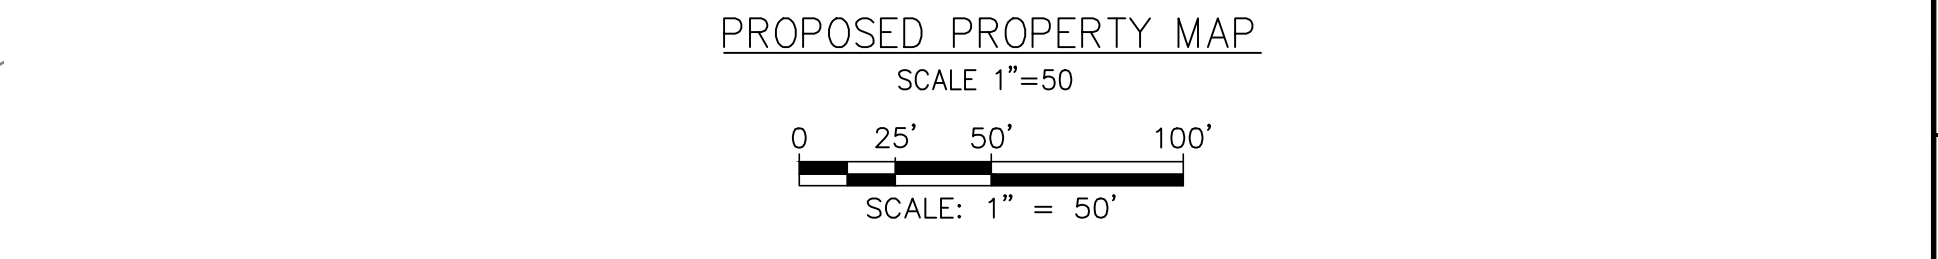 PROPOSED PROPERTY MAP
SCALE 1”=50
0 25’ 50’ 100’
SCALE: 1” = 50’